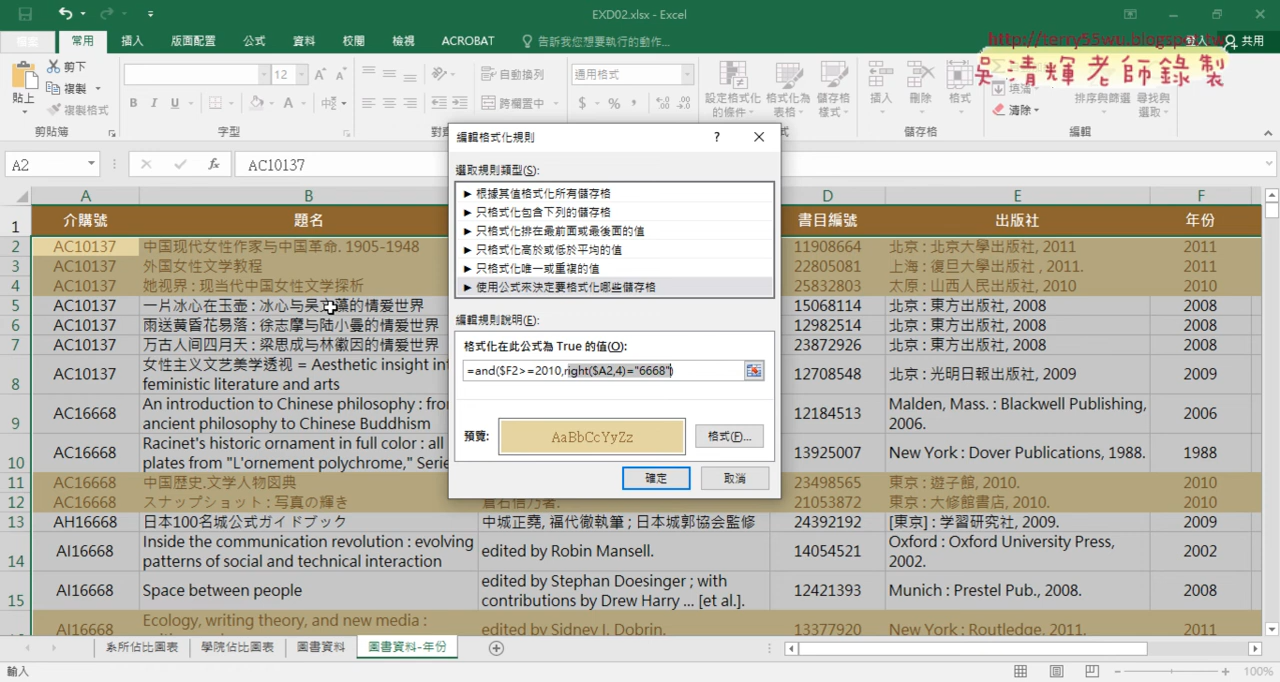 EXD02.xlsx - Excel
檔案 常用 插入 版面配置 公式 資料 校閱 檢視 ACROBAT 告訴我您想要執行的動作... 登入 共用
http://terry55wu.blogspot.tw
吳清輝老師錄製
貼上 剪下 複製 複製格式 12 自動換列 跨欄置中 通用格式 插入 刪除 格式 填滿 清除
B I U A 中 $ % 設定格式化的條件 格式化為表格 儲存格樣式 排序與篩選 尋找與選取
剪貼簿 字型 儲存格 編輯
A2 fx AC10137
A B D E F
1 介購號 題名 書目編號 出版社 年份
2 AC10137 中国现代女性作家与中国革命. 1905-1948 11908664 北京 : 北京大學出版社, 2011 2011
3 AC10137 外国女性文学教程 22805081 上海 : 復旦大學出版社 , 2011. 2011
4 AC10137 她视界 : 现当代中国女性文学探析 25832803 太原 : 山西人民出版社, 2010 2010
5 AC10137 一片冰心在玉壶 : 冰心与吴文藻的情爱世界 15068114 北京 : 東方出版社, 2008 2008
6 AC10137 雨送黄昏花易落 : 徐志摩与陆小曼的情爱世界 12982514 北京 : 東方出版社, 2008 2008
7 AC10137 万古人间四月天 : 梁思成与林徽因的情爱世界 23872926 北京 : 東方出版社, 2008 2008
8 AC10137 女性主义文艺美学透视 = Aesthetic insight int
feministic literature and arts 12708548 北京 : 光明日報出版社, 2009 2009
9 AC16668 An introduction to Chinese philosophy : fro
ancient philosophy to Chinese Buddhism 12184513 Malden, Mass. : Blackwell Publishing, 2006. 2006
10 AC16668 Racinet's historic ornament in full color : all
plates from "L'ornement polychrome," Serie 13925007 New York : Dover Publications, 1988. 1988
11 AC16668 中国歴史.文学人物図典 23498565 東京 : 遊子館, 2010. 2010
12 AC16668 スナップショット : 写真の輝き 倉石信乃著. 21053872 東京 : 大修館書店, 2010. 2010
13 AH16668 日本100名城公式ガイドブック 中城正堯, 福代徹執筆 ; 日本城郭協会監修 24392192 [東京] : 学習研究社, 2009. 2009
14 AI16668 Inside the communication revolution : evolving
patterns of social and technical interaction edited by Robin Mansell. 14054521 Oxford : Oxford University Press, 2002. 2002
15 AI16668 Space between people edited by Stephan Doesinger ; with
contributions by Drew Harry ... [et al.]. 12421393 Munich : Prestel Pub., 2008. 2008
AI16668 Ecology, writing theory, and new media : edited by Sidney I. Dobrin. 13377920 New York : Routledge, 2011. 2011
編輯格式化規則 ?
選取規則類型(S):
► 根據其值格式化所有儲存格
► 只格式化包含下列的儲存格
► 只格式化排在最前面或最後面的值
► 只格式化高於或低於平均的值
► 只格式化唯一或重複的值
► 使用公式來決定要格式化哪些儲存格
編輯規則說明(E):
格式化在此公式為 True 的值(O):
=and($F2>=2010,right($A2,4)="6668")
預覽: AaBbCcYyZz 格式(F)...
確定 取消
系所佔比圖表 學院佔比圖表 圖書資料 圖書資料-年份
輸入 100%